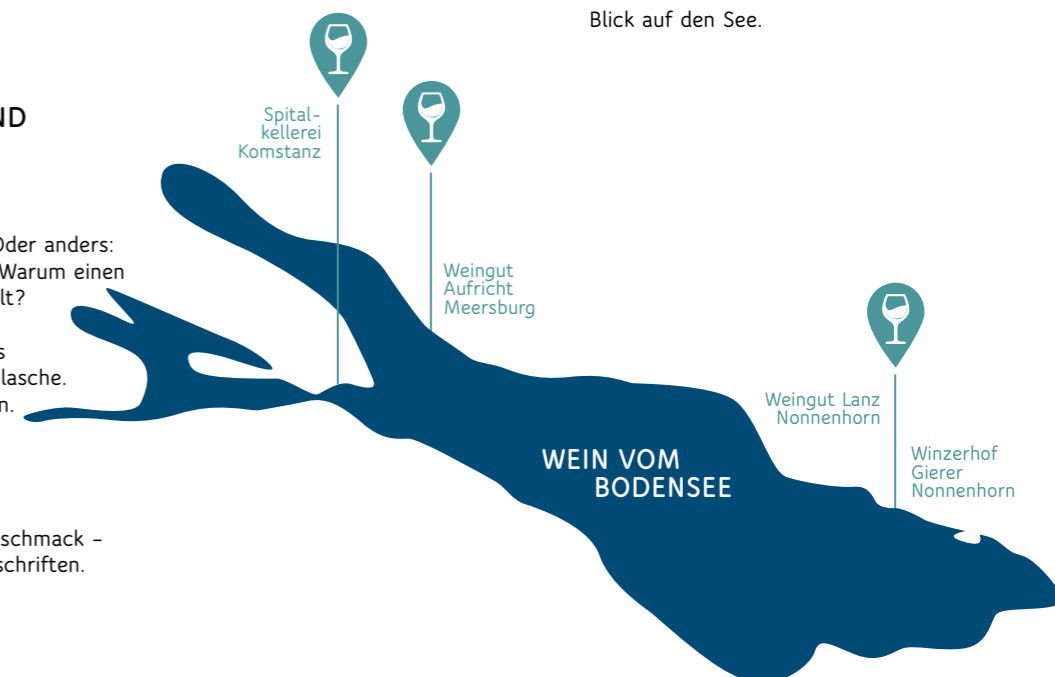 Blick auf den See.
ND
Spital-
kellerei
Komstanz
Oder anders:
Warum einen
lt?
s
lasche.
n.
Weingut
Aufricht
Meersburg
Weingut Lanz
Nonnenhorn
Winzerhof
Gierer
Nonnenhorn
WEIN VOM
BODENSEE
schmack –
schriften.